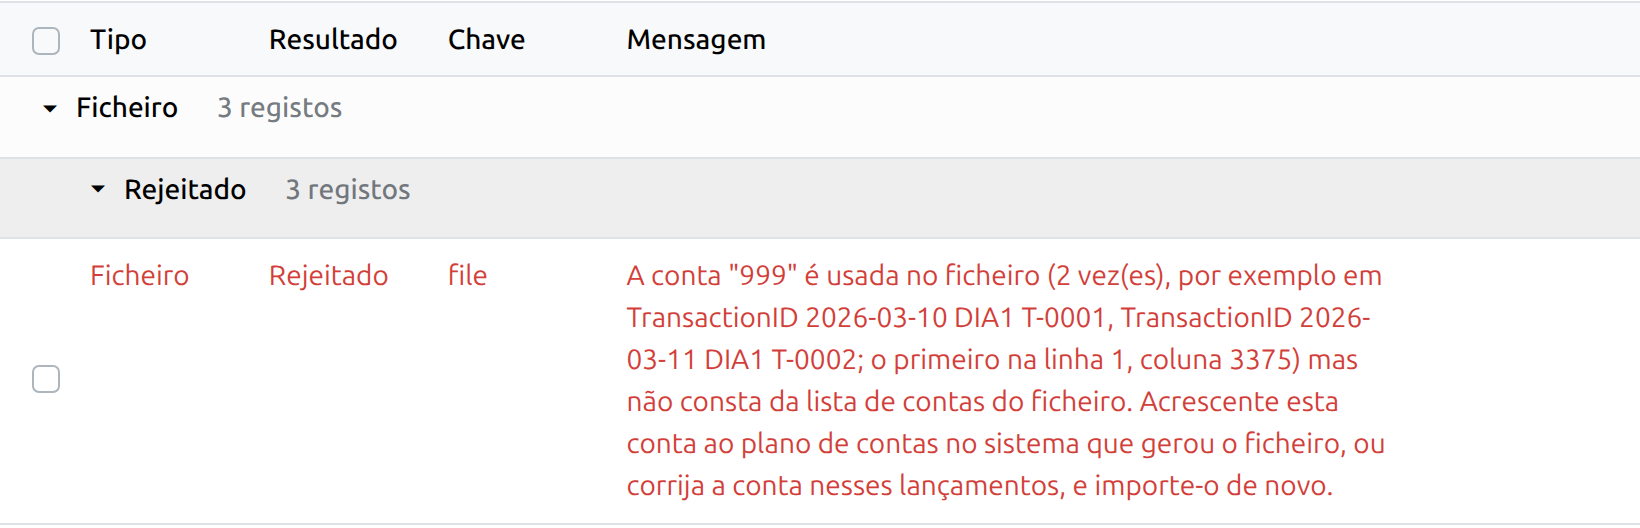 Tipo Resultado Chave Mensagem
Ficheiro 3 registos
Rejeitado 3 registos
Ficheiro Rejeitado file A conta "999" é usada no ficheiro (2 vez(es), por exemplo em
TransactionID 2026-03-10 DIA1 T-0001, TransactionID 2026-
03-11 DIA1 T-0002; o primeiro na linha 1, coluna 3375) mas
não consta da lista de contas do ficheiro. Acrescente esta
conta ao plano de contas no sistema que gerou o ficheiro, ou
corrija a conta nesses lançamentos, e importe-o de novo.